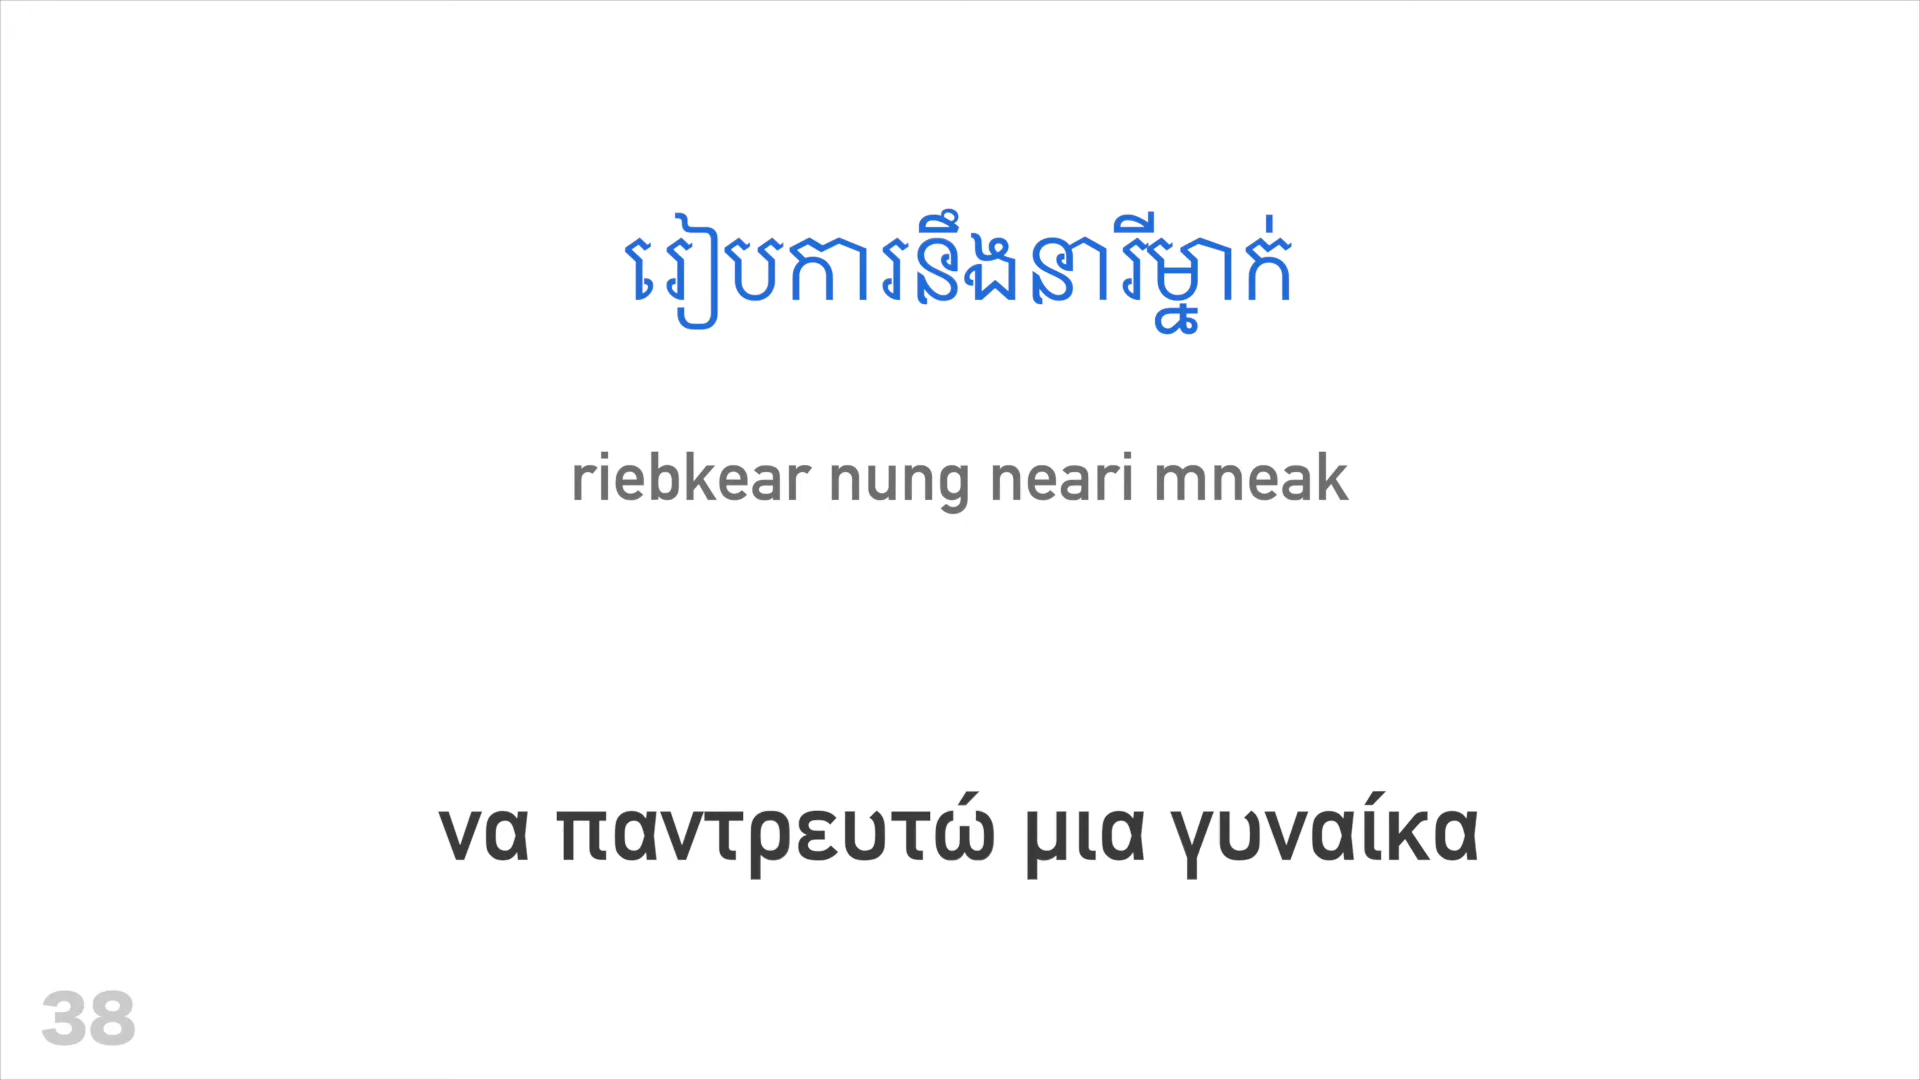 រៀបការនឹងនារីម្នាក់
riebkear nung neari mneak
να παντρευτώ μια γυναίκα
38